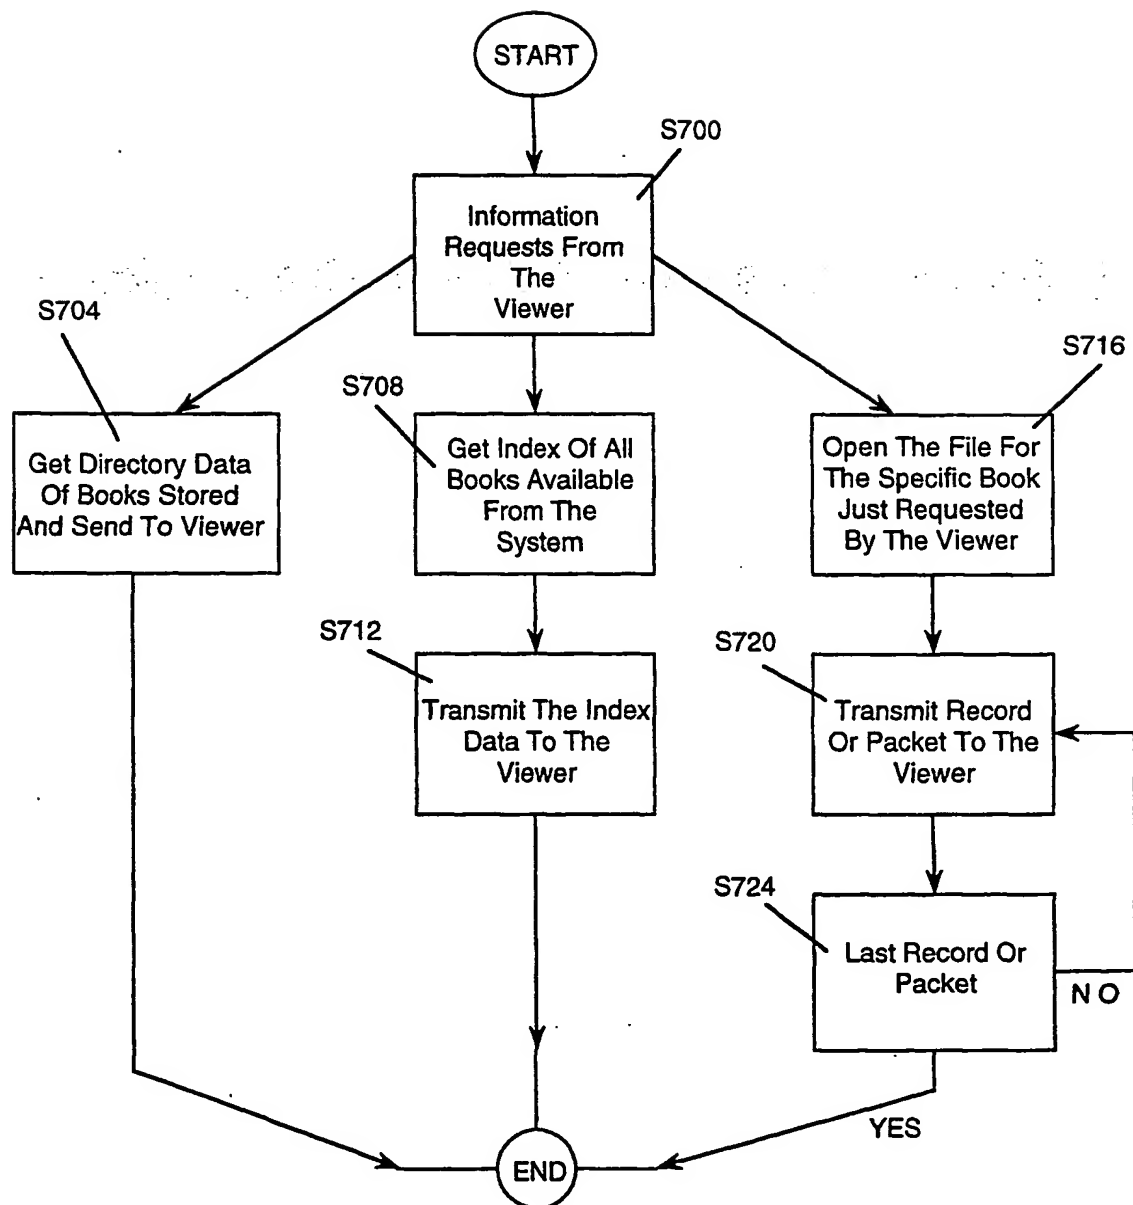 START
S700
Information
Requests From
The
Viewer
S704
Get Directory Data
Of Books Stored
And Send To Viewer
S708
Get Index Of All
Books Available
From The
System
S716
Open The File For
The Specific Book
Just Requested
By The Viewer
S712
Transmit The Index
Data To The
Viewer
S720
Transmit Record
Or Packet To The
Viewer
S724
Last Record Or
Packet
NO
YES
END